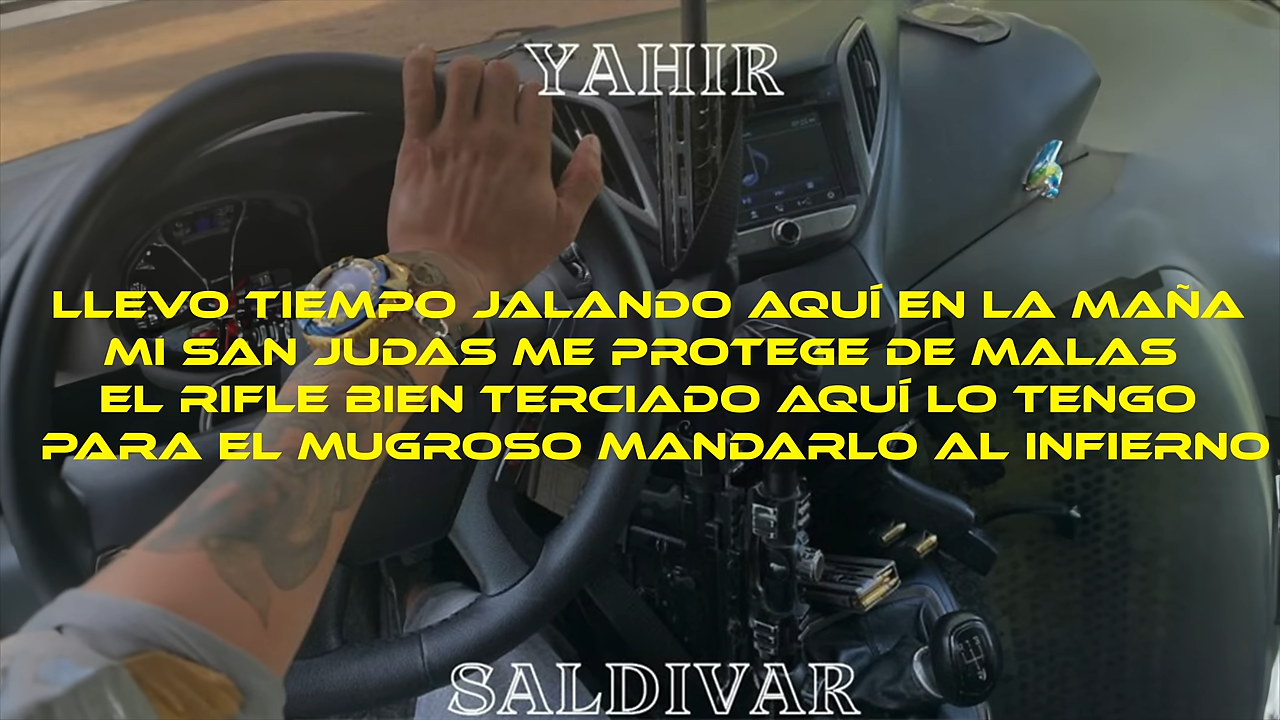 YAHIR
LLEVO TIEMPO JALANDO AQUÍ EN LA MAÑA
MI SAN JUDAS ME PROTEGE DE MALAS
EL RIFLE BIEN TERCIADO AQUÍ LO TENGO
PARA EL MUGROSO MANDARLO AL INFIERNO
SALDIVAR